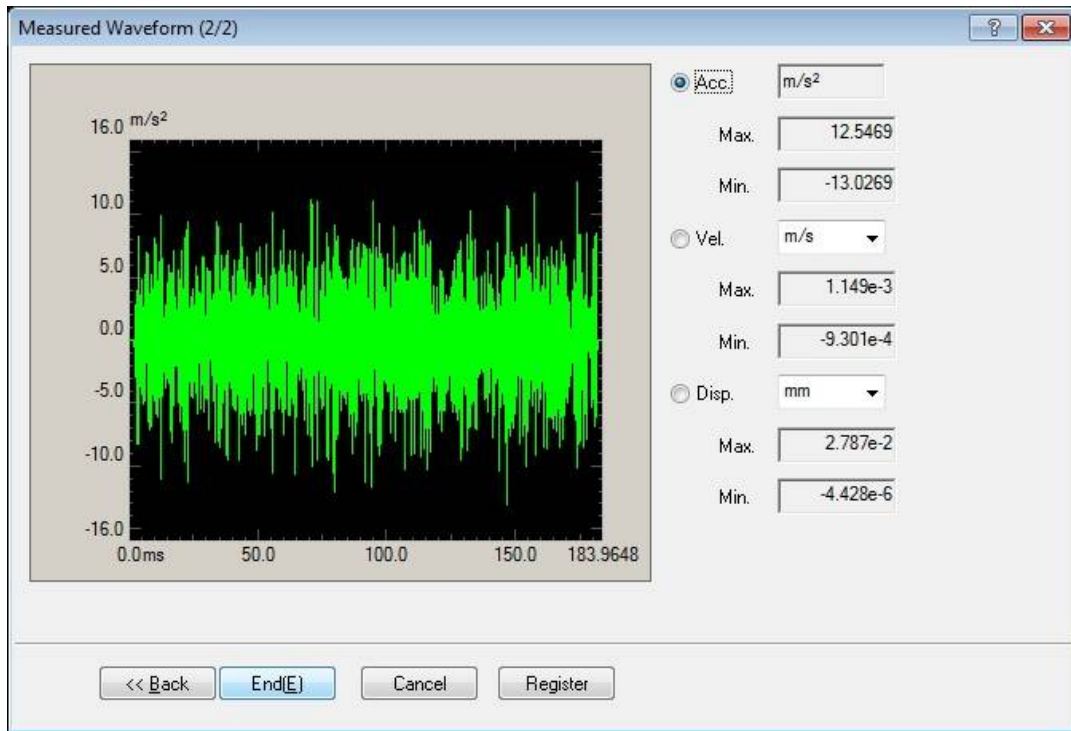 Measured Waveform (2/2)
?
m/s²
16.0
10.0
5.0
0.0
-5.0
-10.0
-16.0
0.0ms 50.0 100.0 150.0 183.9648
Acc. m/s²
Max. 12.5469
Min. -13.0269
Vel. m/s
Max. 1.149e-3
Min. -9.301e-4
Disp. mm
Max. 2.787e-2
Min. -4.428e-6
<< Back End(E) Cancel Register